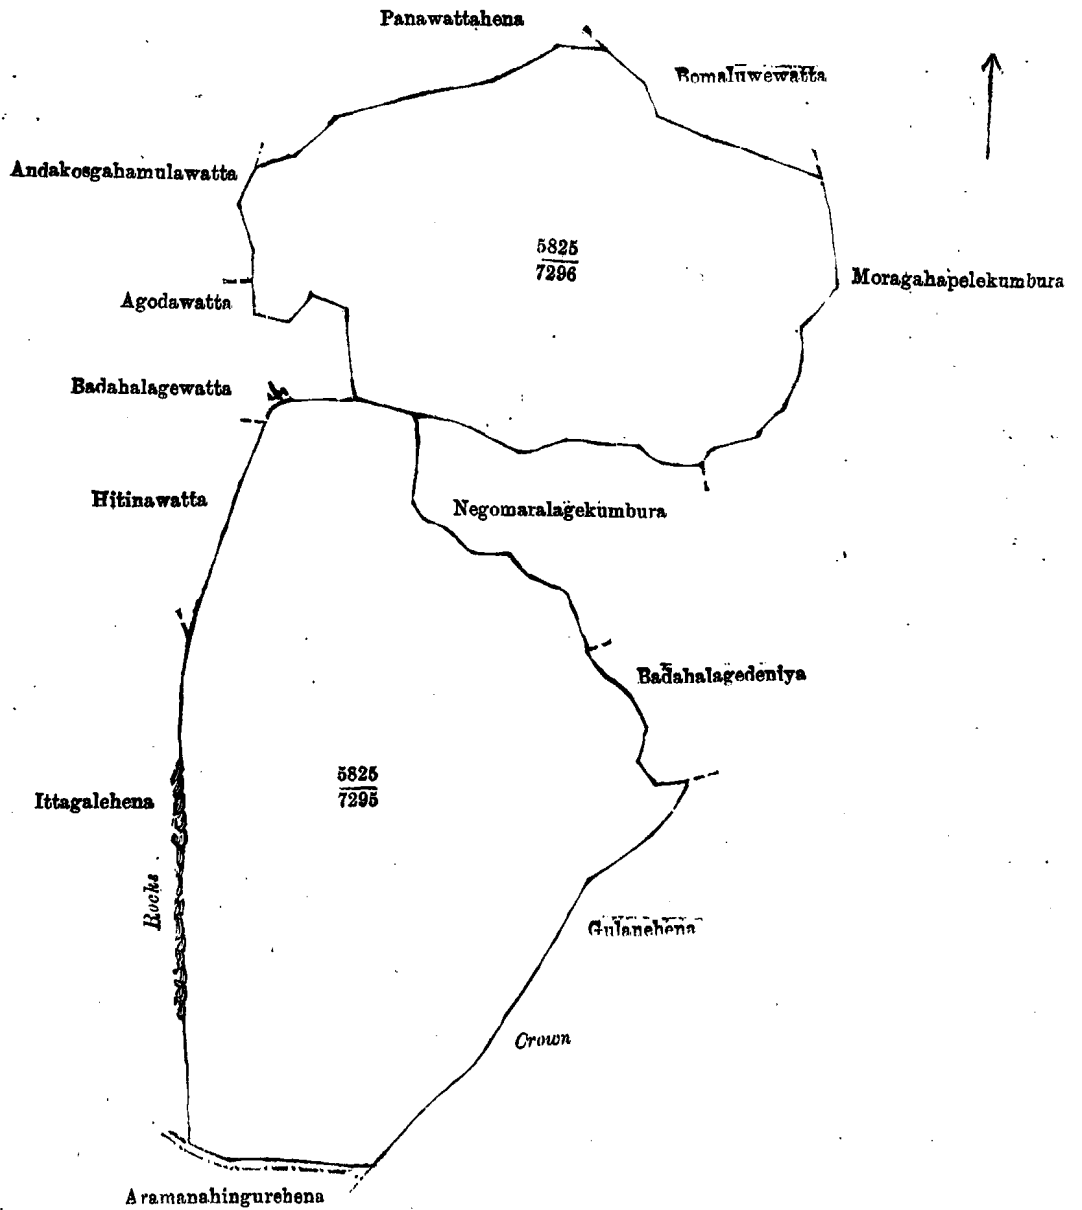 Panawattahena
Bomaluwewatta
Andakosgahamulawatta
5825
7296
Moragahapelekumbura
Agodawatta
Badahalagewatta
Hitinawatta
Negomaralagekumbura
Badahalagedeniya
5825
7295
Ittagalehena
Rocks
Gulanehena
Crown
Aramanahingurehena